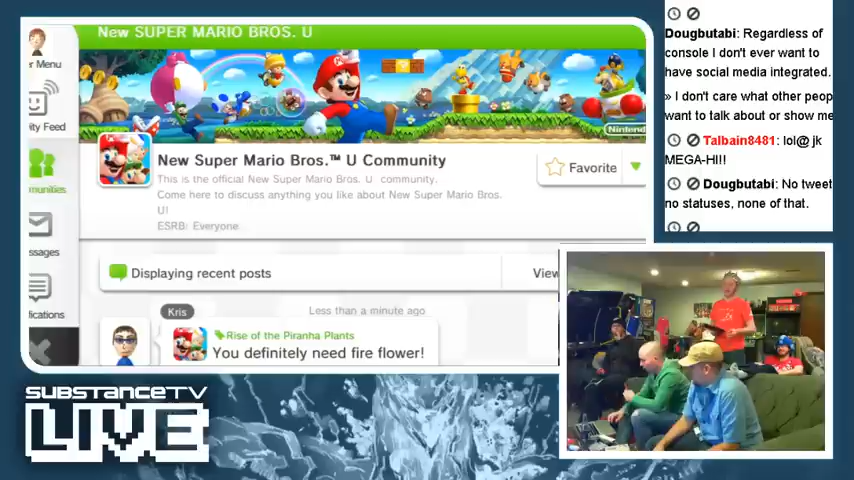 New SUPER MARIO BROS. U
r Menu
ity Feed
munities
ssages
lications
Nintendo
New Super Mario Bros.™ U Community
This is the official New Super Mario Bros. U community.
Come here to discuss anything you like about New Super Mario Bros.
U!
ESRB: Everyone
Favorite
Displaying recent posts
View
Kris
Less than a minute ago
Rise of the Piranha Plants
You definitely need fire flower!
SUBSTANCETV
LIVE
Dougbutabi: Regardless of
console I don't ever want to
have social media integrated.
» I don't care what other peop
want to talk about or show me
Talbain8481: lol@ jk
MEGA-HI!!
Dougbutabi: No tweet
no statuses, none of that.